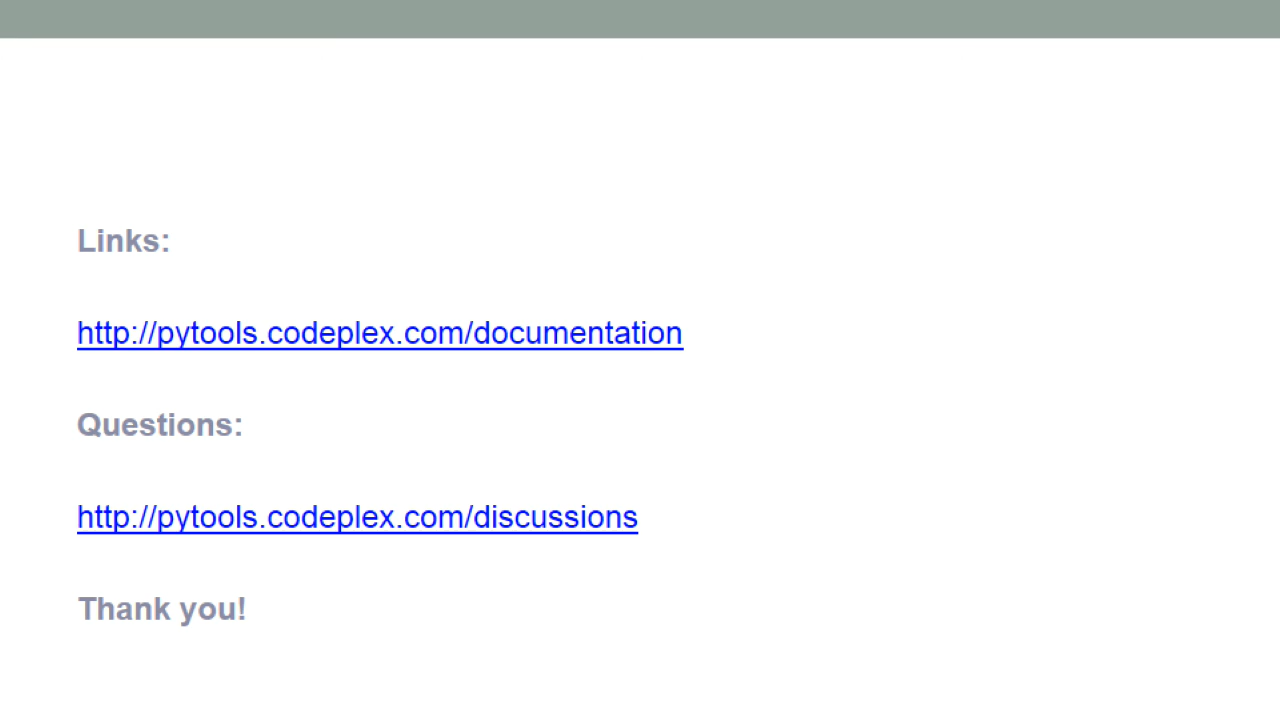 Links:
http://pytools.codeplex.com/documentation
Questions:
http://pytools.codeplex.com/discussions
Thank you!